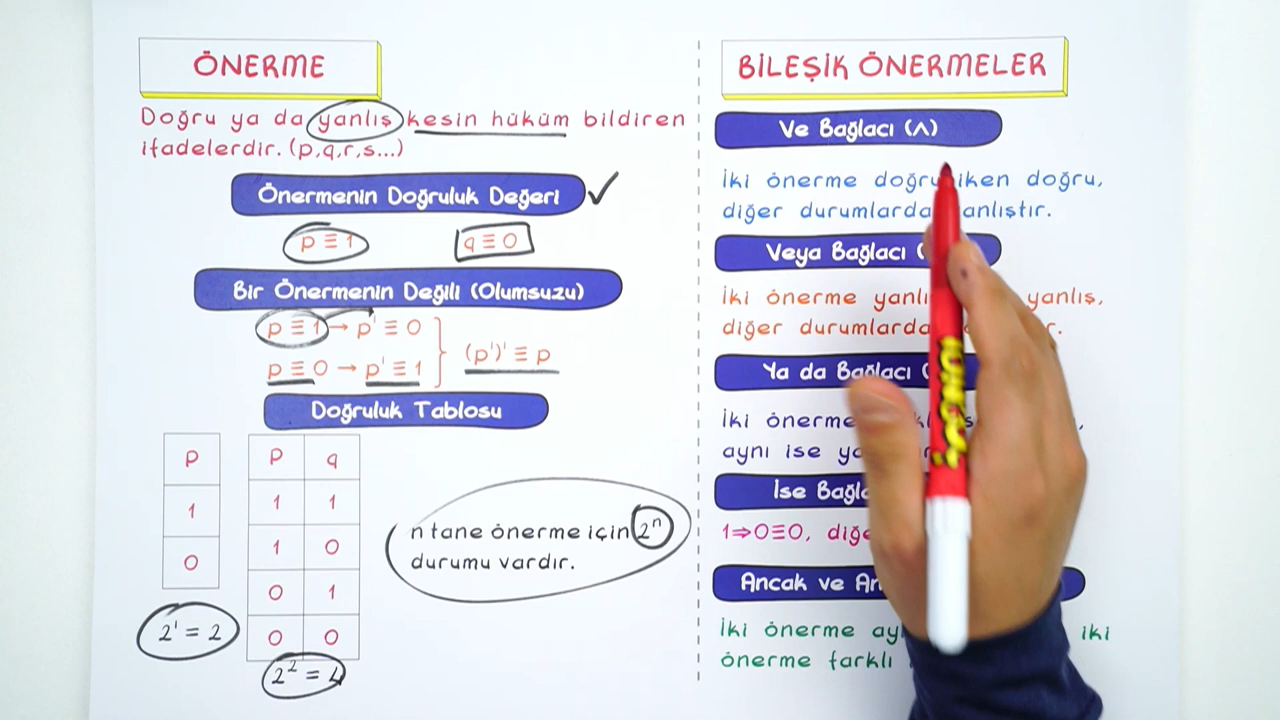 ÖNERME
Doğru ya da yanlış kesin hüküm bildiren
ifadelerdir. (p,q,r,s...)
Önermenin Doğruluk Değeri ✓
p ≡ 1 q ≡ 0
Bir Önermenin Değili (Olumsuzu)
p ≡ 1 → p' ≡ 0
p ≡ 0 → p' ≡ 1
(p')' ≡ p
Doğruluk Tablosu
p
1
0
2¹ = 2
p q
1 1
1 0
0 1
0 0
2² = 4
n tane önerme için 2ⁿ
durumu vardır.
BİLEŞİK ÖNERMELER
Ve Bağlacı (∧)
İki önerme doğru iken doğru,
diğer durumlarda
Veya Bağlacı (
İki önerme yanlış,
diğer durumlarda
Ya da Bağlacı (
İki önerme
aynı ise
İse
1⇒0≡0,
Ancak ve
İki önerme iki
önerme farklı